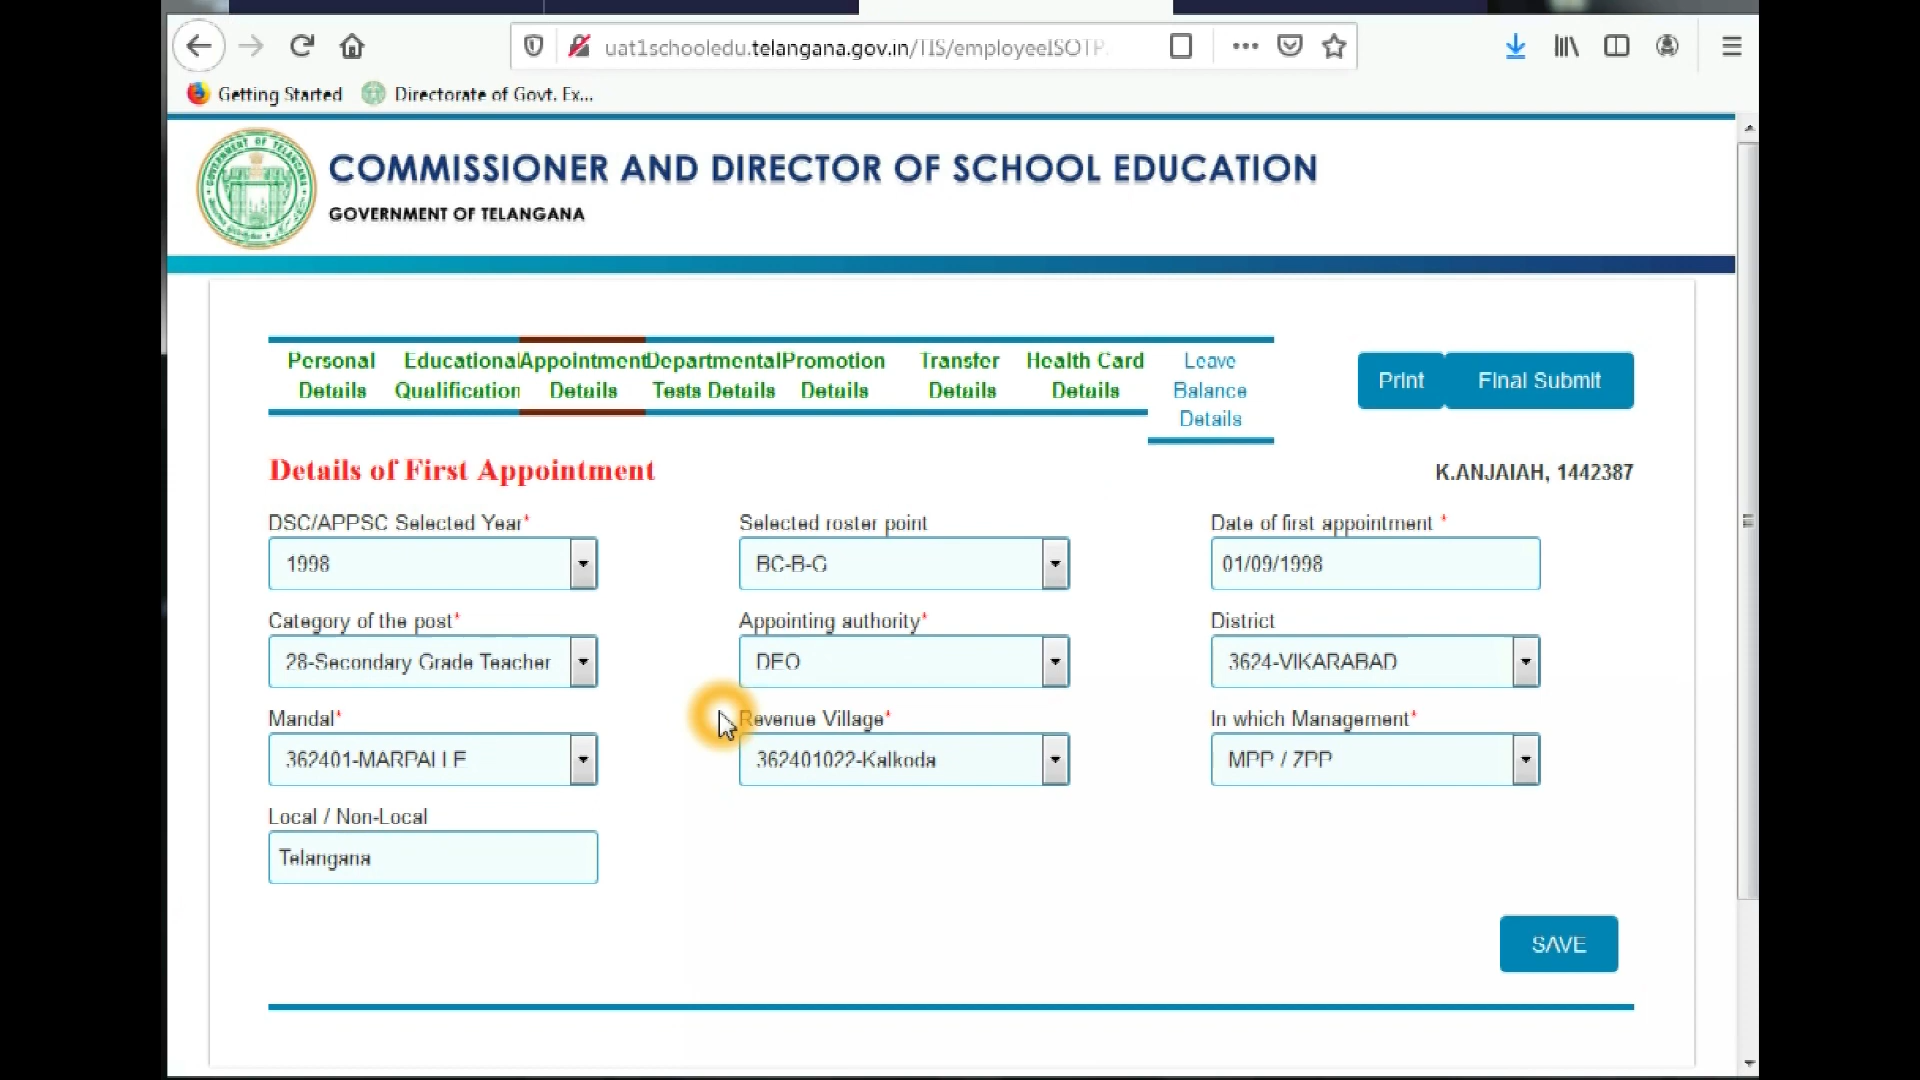 uat1schooledu.telangana.gov.in/TIS/employeeISOTP
Getting Started Directorate of Govt. Ex...
COMMISSIONER AND DIRECTOR OF SCHOOL EDUCATION
GOVERNMENT OF TELANGANA
Personal Details
Educational Qualification
Appointment Details
Departmental Tests Details
Promotion Details
Transfer Details
Health Card Details
Leave Balance Details
Print
Final Submit
Details of First Appointment
K.ANJAIAH, 1442387
DSC/APPSC Selected Year* Selected roster point Date of first appointment *
1998 BC-B-G 01/09/1998
Category of the post* Appointing authority* District
28-Secondary Grade Teacher DEO 3624-VIKARABAD
Mandal* Revenue Village* In which Management*
362401-MARPALLE 362401022-Kalkoda MPP / ZPP
Local / Non-Local
Telangana
SAVE